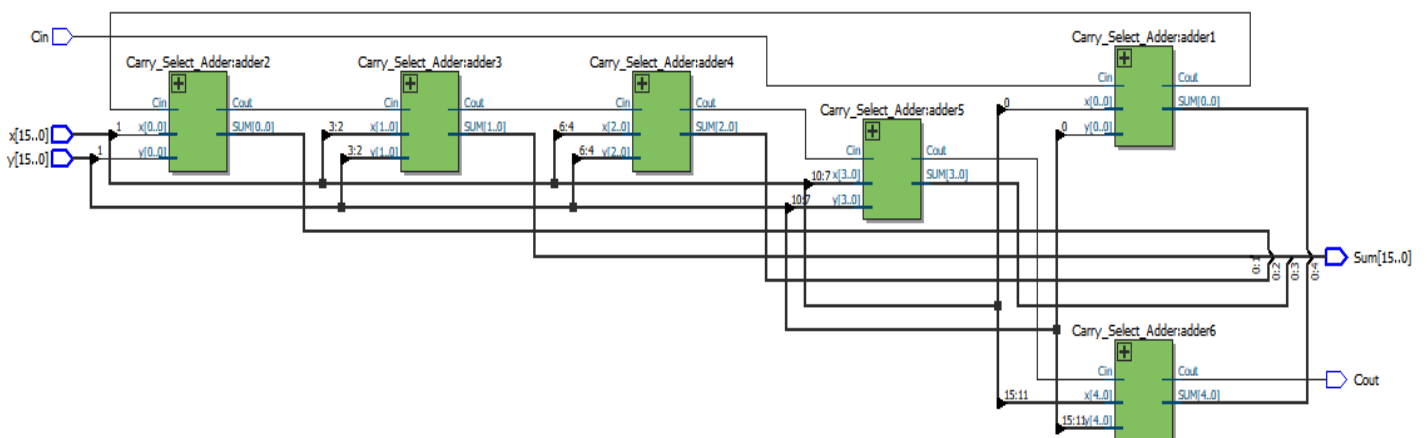 Cin
x[15..0]
y[15..0]
Carry_Select_Adder:adder2
Cin
Cout
1
x[0..0]
SUM[0..0]
1
y[0..0]
Carry_Select_Adder:adder3
Cin
Cout
3:2
x[1..0]
SUM[1..0]
3:2
y[1..0]
Carry_Select_Adder:adder4
Cin
Cout
6:4
x[2..0]
SUM[2..0]
6:4
y[2..0]
Carry_Select_Adder:adder5
Cin
Cout
10:7
x[3..0]
SUM[3..0]
10:7
y[3..0]
Carry_Select_Adder:adder1
Cin
Cout
0
x[0..0]
SUM[0..0]
0
y[0..0]
0:1
0:2
0:3
0:4
Sum[15..0]
Carry_Select_Adder:adder6
Cin
Cout
15:11
x[4..0]
SUM[4..0]
15:11
y[4..0]
Cout